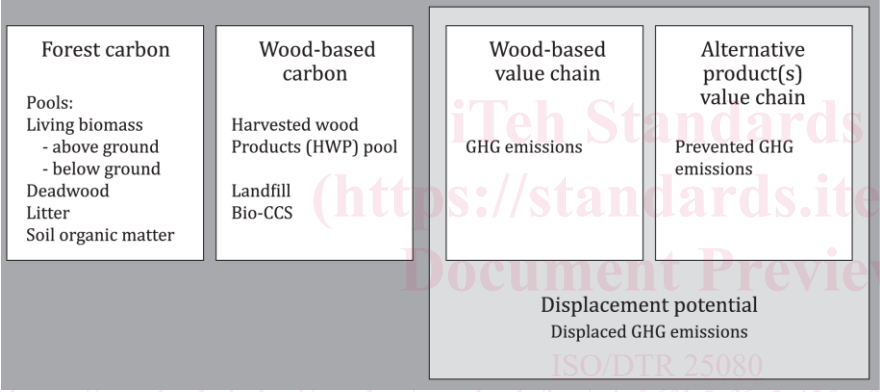 Forest carbon
Pools:
Living biomass
- above ground
- below ground
Deadwood
Litter
Soil organic matter
Wood-based
carbon
Harvested wood
Products (HWP) pool
Landfill
Bio-CCS
Wood-based
value chain
GHG emissions
Alternative
product(s)
value chain
Prevented GHG
emissions
Displacement potential
Displaced GHG emissions
iTeh Standards
(https://standards.ite
Document Preview
ISO/DTR 25080